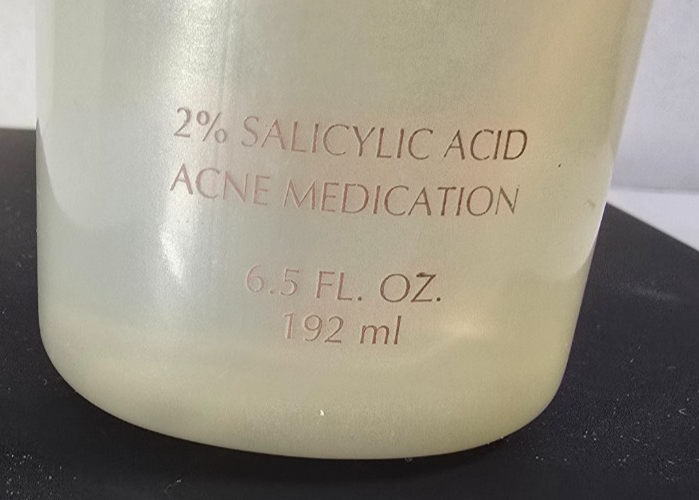 2% SALICYLIC ACID
ACNE MEDICATION
6.5 FL. OZ.
192 ml